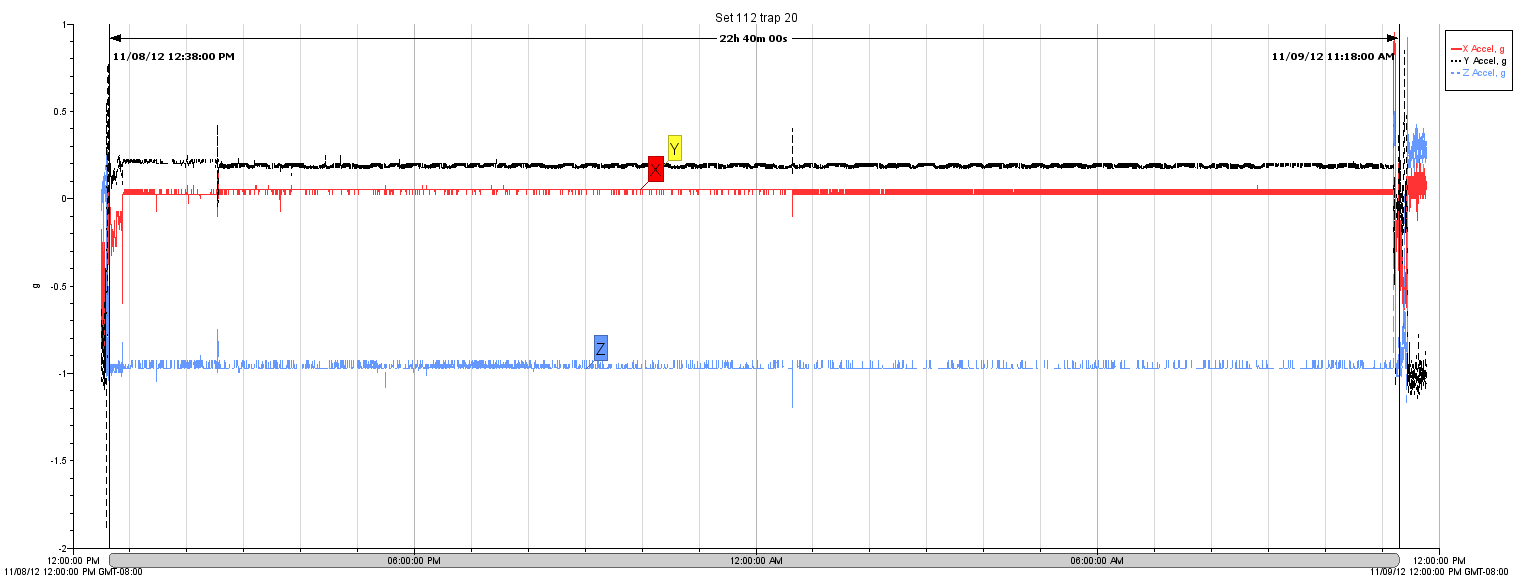 Set 112 trap 20
1
22h 40m 00s
11/08/12 12:38:00 PM
11/09/12 11:18:00 AM
X Accel, g
Y Accel, g
Z Accel, g
0.5
Y
X
0
g
-0.5
Z
-1
-1.5
-2
12:00:00 PM
06:00:00 PM
12:00:00 AM
06:00:00 AM
12:00:00 PM
11/08/12 12:00:00 PM GMT-08:00
11/09/12 12:00:00 PM GMT-08:00